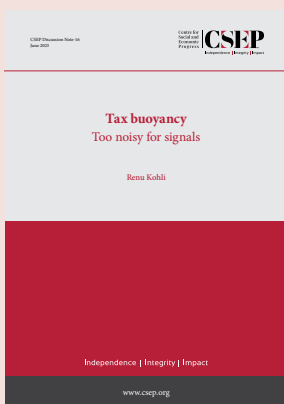 CSEP Discussion Note-16
June 2023
Centre for
Social and
Economic
Progress
CSEP
Independence | Integrity | Impact
Tax buoyancy
Too noisy for signals
Renu Kohli
Independence | Integrity | Impact
www.csep.org